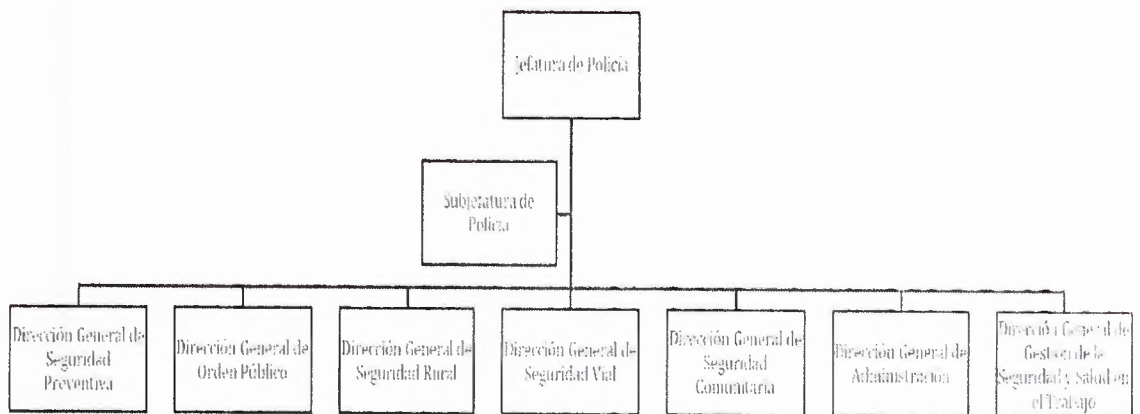 Jefatura de Policía
Subjefatura de
Policía
Dirección General de
Seguridad
Preventiva
Dirección General de
Orden Público
Dirección General de
Seguridad Rural
Dirección General de
Seguridad Vial
Dirección General de
Seguridad
Comunitaria
Dirección General de
Administración
Dirección General de
Gestion de la
Seguridad y Salud en
el Trabajo